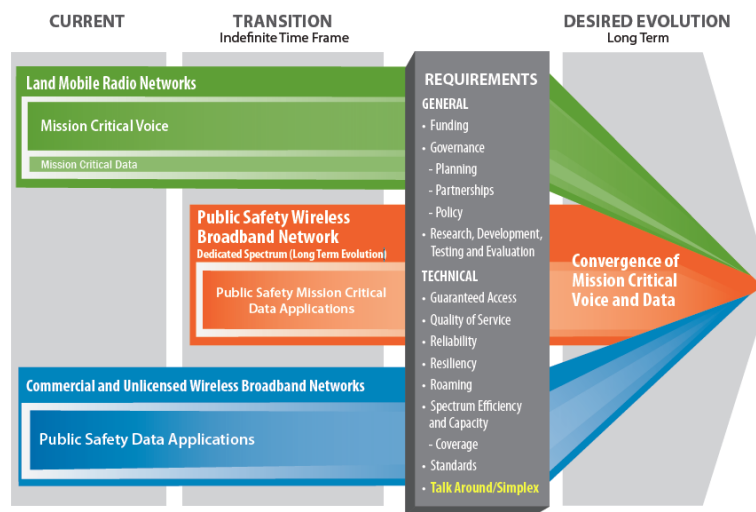 CURRENT
TRANSITION
Indefinite Time Frame
DESIRED EVOLUTION
Long Term
Land Mobile Radio Networks
Mission Critical Voice
Mission Critical Data
Public Safety Wireless
Broadband Network
Dedicated Spectrum (Long Term Evolution)
Public Safety Mission Critical
Data Applications
Commercial and Unlicensed Wireless Broadband Networks
Public Safety Data Applications
REQUIREMENTS
GENERAL
• Funding
• Governance
- Planning
- Partnerships
- Policy
• Research, Development,
Testing and Evaluation
TECHNICAL
• Guaranteed Access
• Quality of Service
• Reliability
• Resiliency
• Roaming
• Spectrum Efficiency
and Capacity
- Coverage
• Standards
• Talk Around/Simplex
Convergence of
Mission Critical
Voice and Data